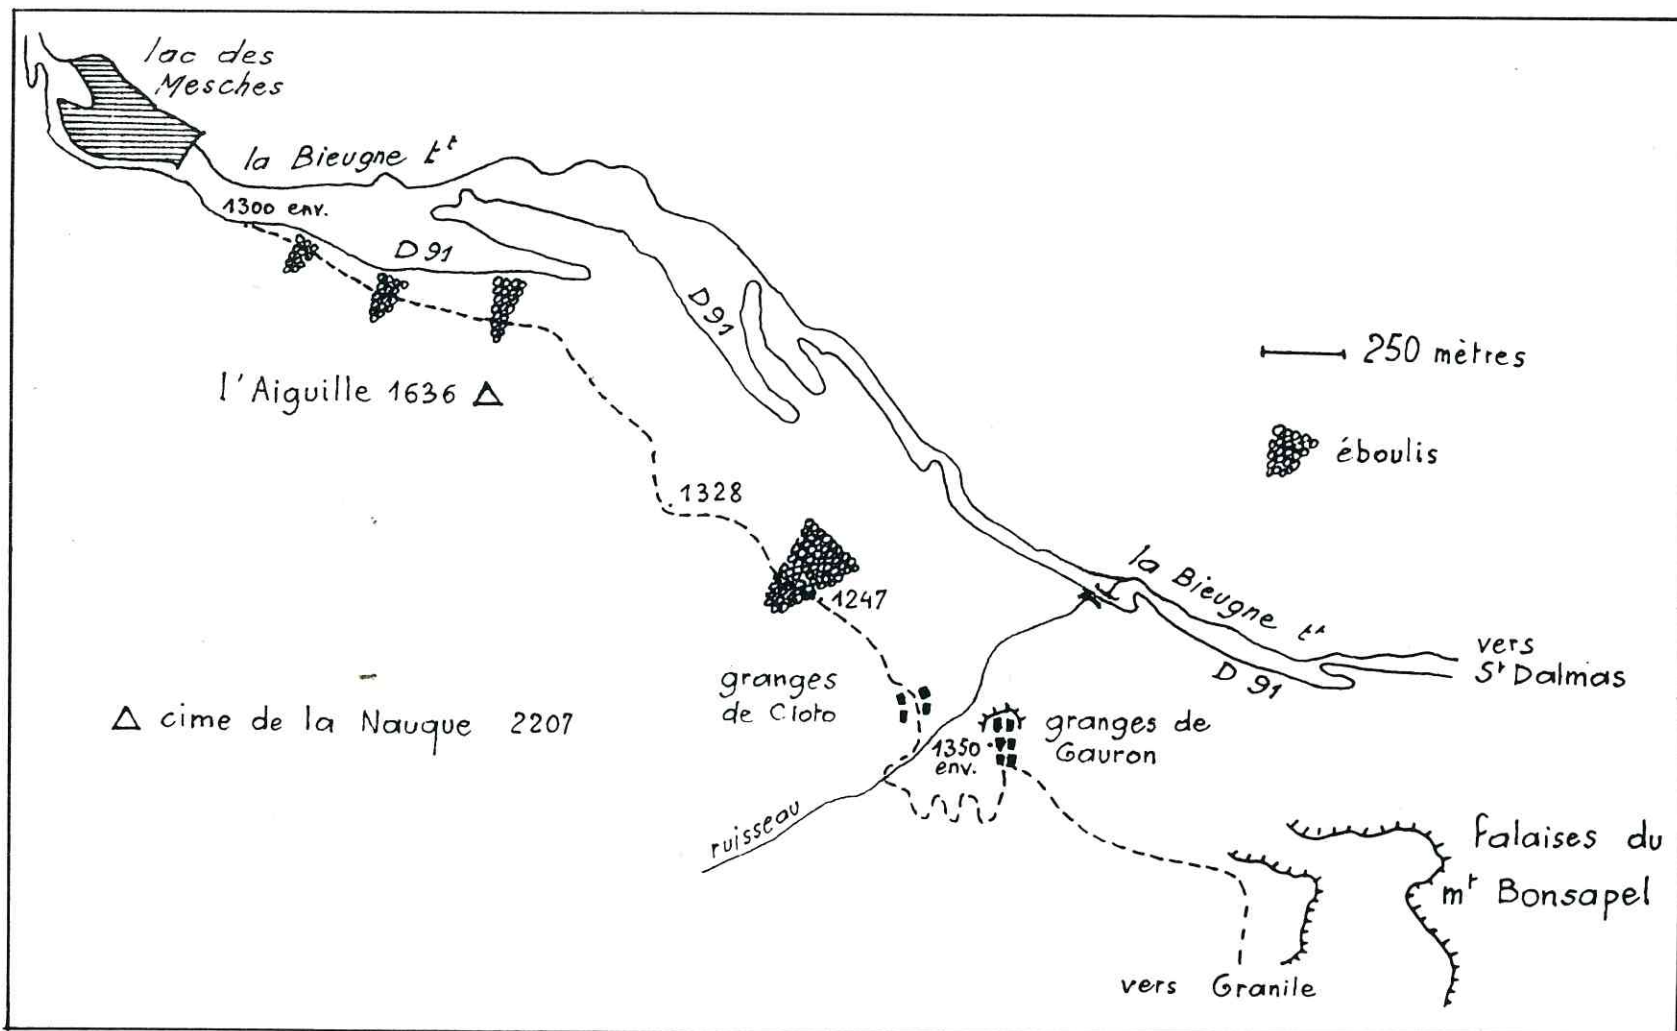 lac des
Mesches
la Bieugne tᵗ
1300 env.
D 91
D 91
250 mètres
l'Aiguille 1636
éboulis
1328
1247
la Bieugne tᵗ
vers
Sᵗ Dalmas
D 91
granges
de Cloto
cime de la Nauque 2207
granges de
Gauron
1350
env.
ruisseau
falaises du
mᵗ Bonsapel
vers Granile